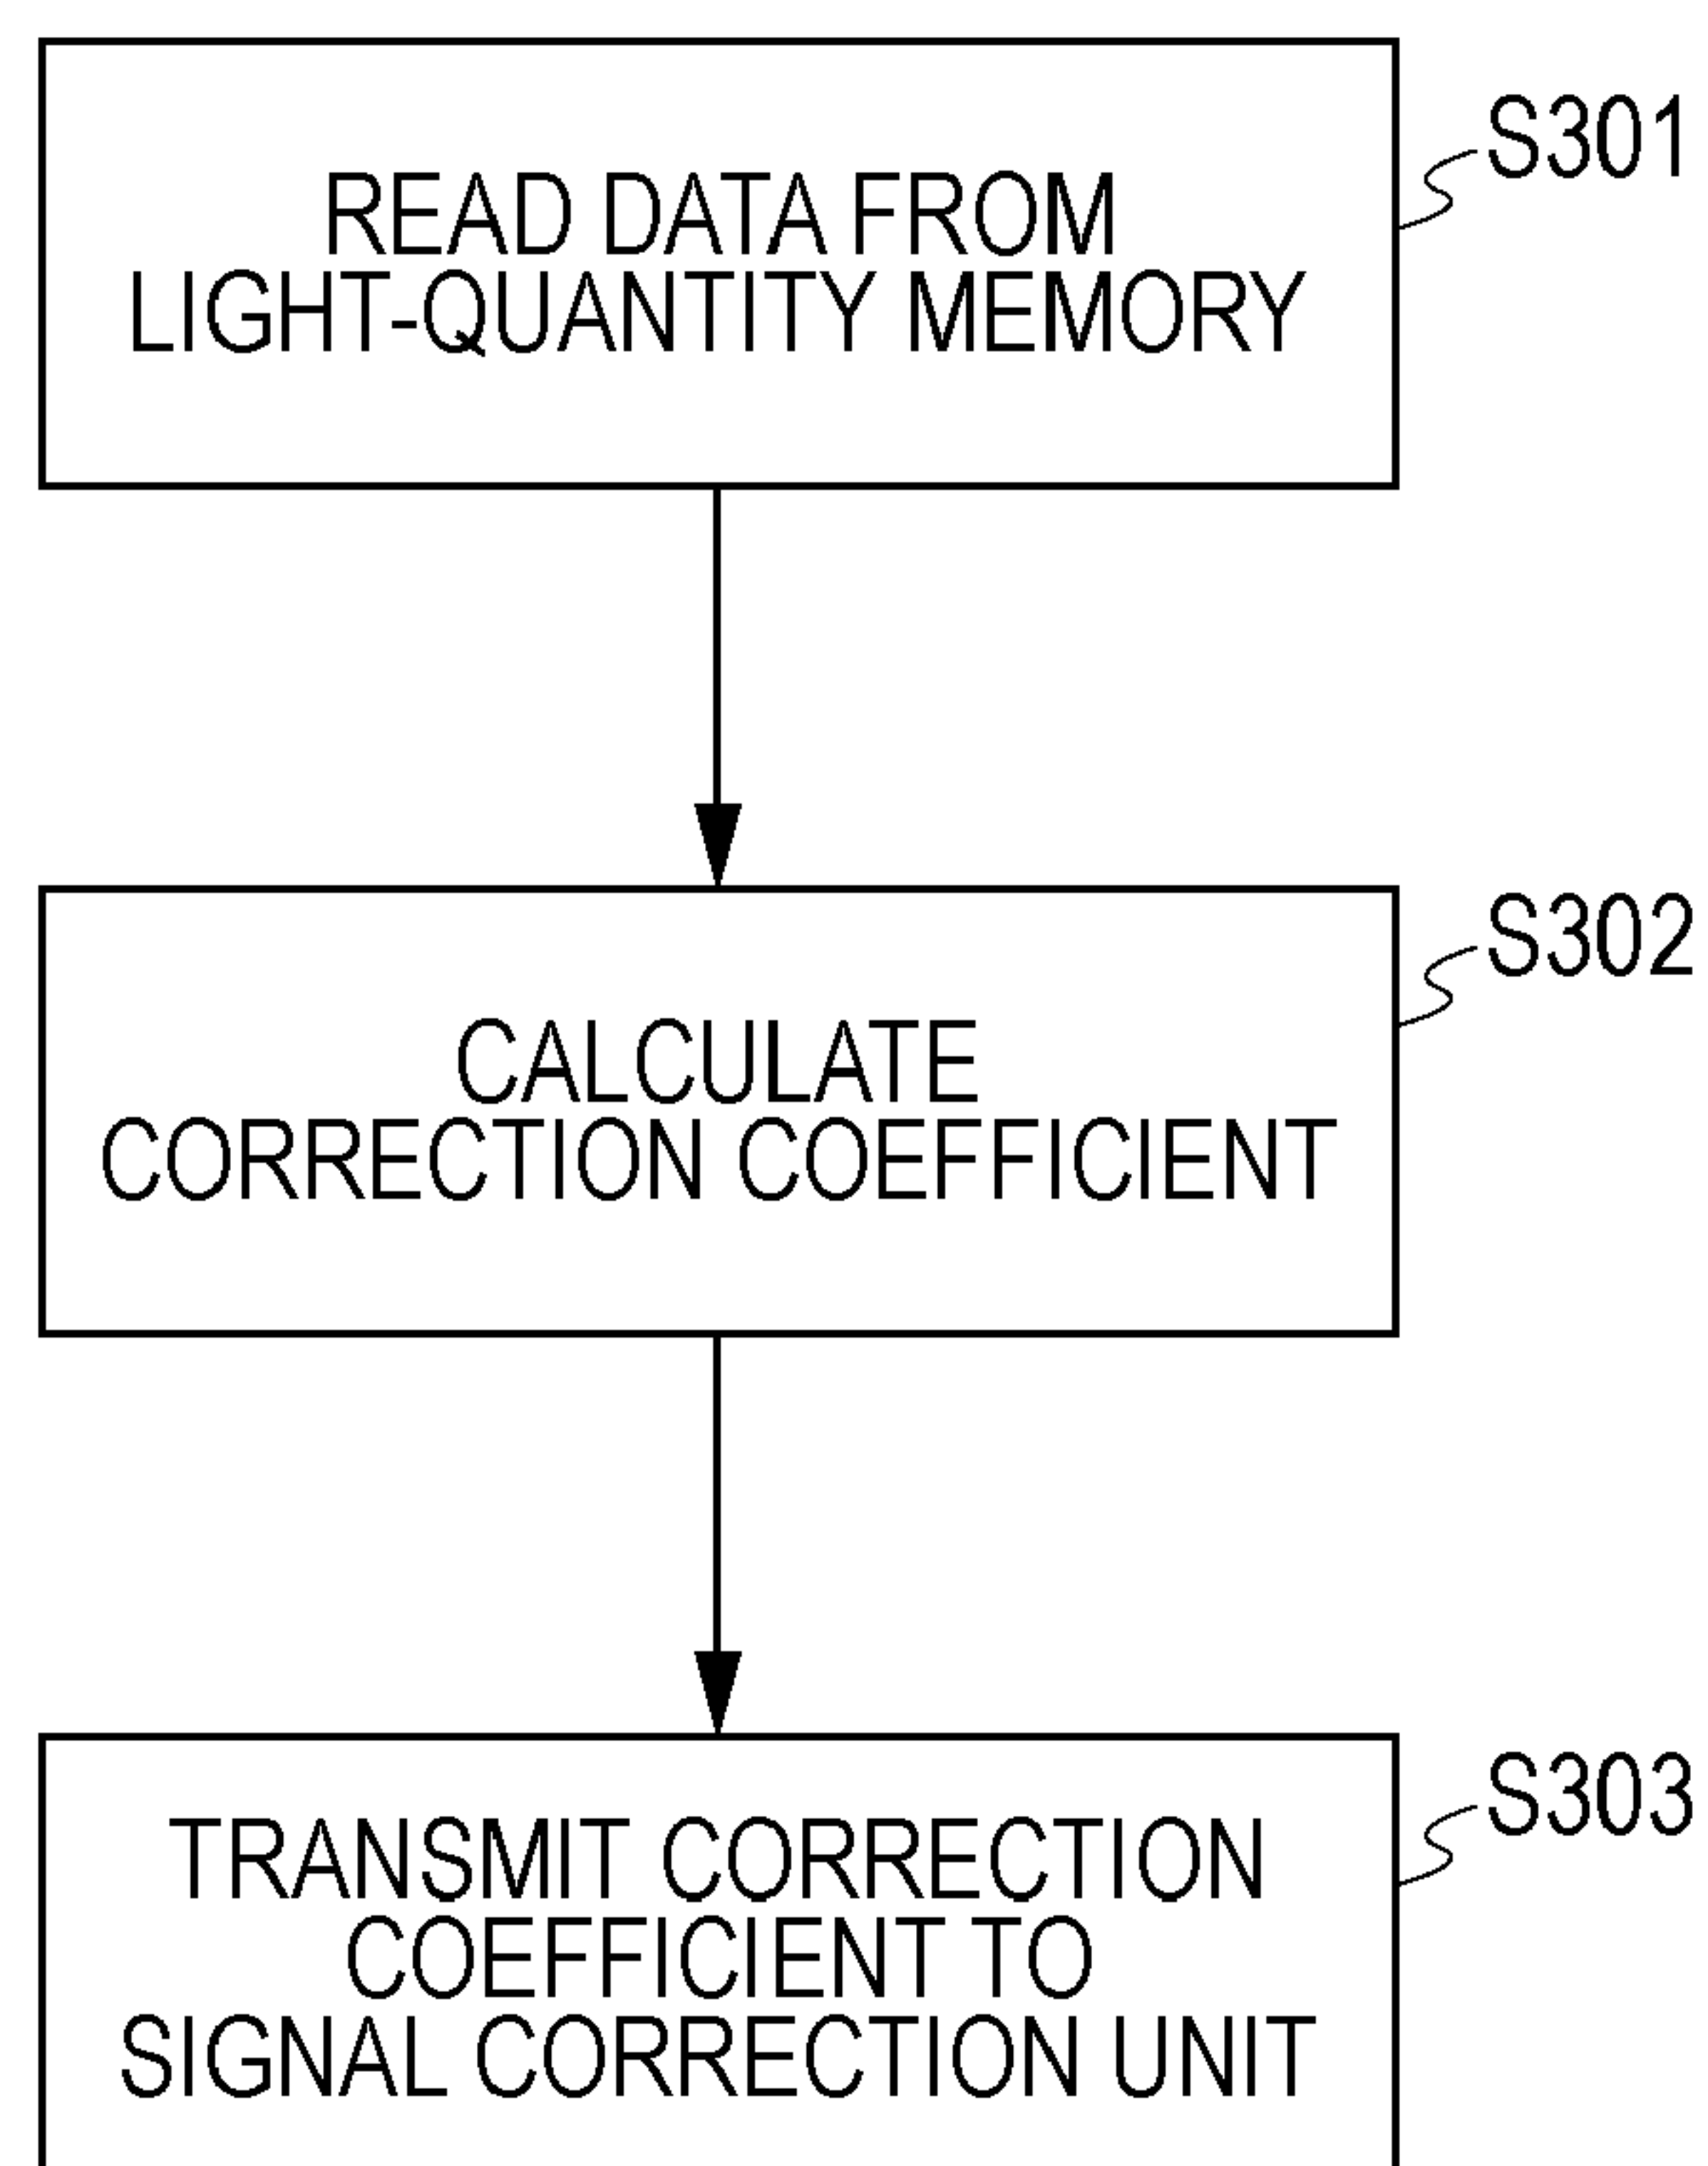 S301
READ DATA FROM
LIGHT-QUANTITY MEMORY
S302
CALCULATE
CORRECTION COEFFICIENT
S303
TRANSMIT CORRECTION
COEFFICIENT TO
SIGNAL CORRECTION UNIT